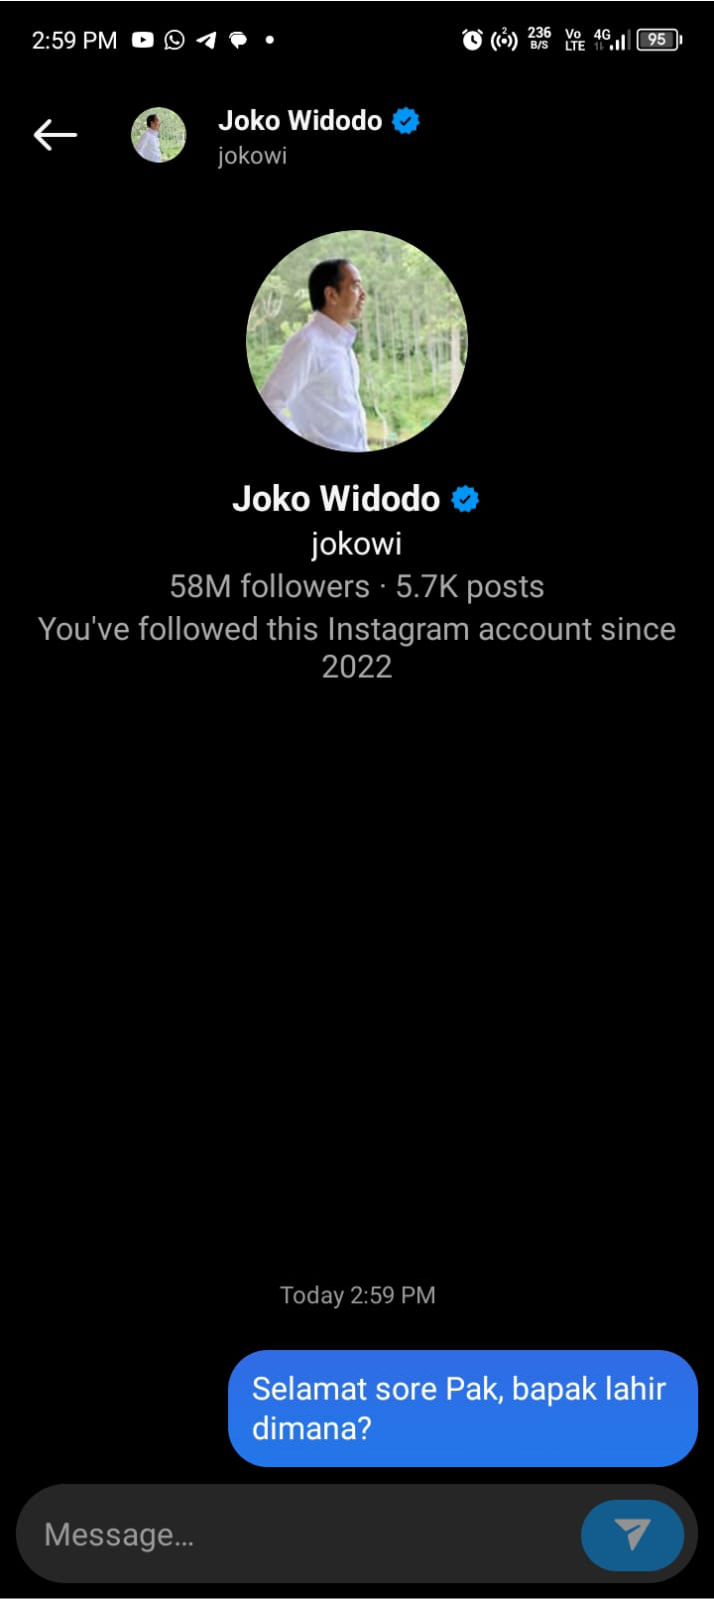 2:59 PM
2
236
B/S
Vo
LTE
4G
95
Joko Widodo
jokowi
Joko Widodo
jokowi
58M followers · 5.7K posts
You've followed this Instagram account since
2022
Today 2:59 PM
Selamat sore Pak, bapak lahir
dimana?
Message...